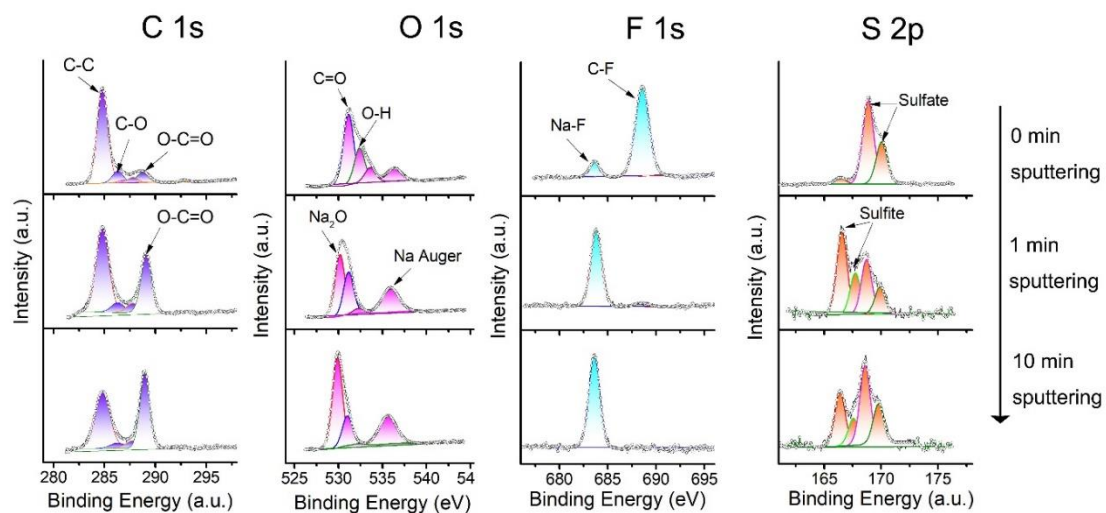 C 1s
O 1s
F 1s
S 2p
C-C
C-O
O-C=O
C=O
O-H
C-F
Na-F
Sulfate
0 min
sputtering
O-C=O
Na₂O
Na Auger
Sulfite
1 min
sputtering
10 min
sputtering
Intensity (a.u.)
Intensity (a.u.)
Intensity (a.u.)
Intensity (a.u.)
280 285 290 295
525 530 535 540 54
680 685 690 695
165 170 175
Binding Energy (a.u.)
Binding Energy (eV)
Binding Energy (eV)
Binding Energy (a.u.)